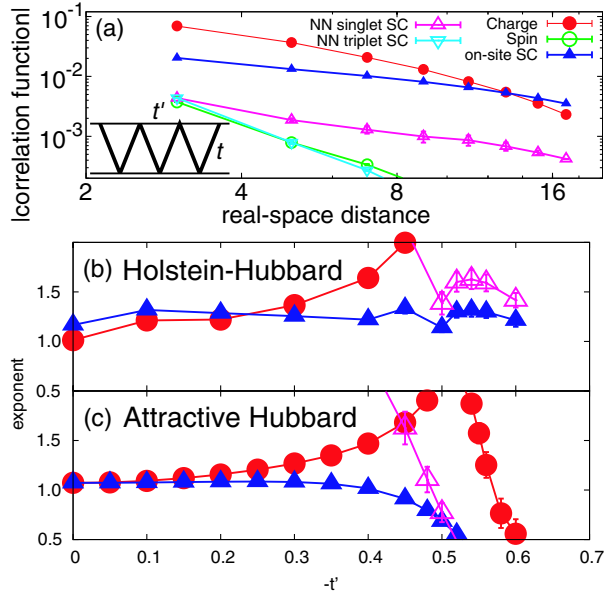 (a)
NN singlet SC
NN triplet SC
Charge
Spin
on-site SC
10^-1
10^-2
10^-3
|correlation function|
t'
t
2 4 8 16
real-space distance
(b) Holstein-Hubbard
1.5
1.0
0.5
exponent
(c) Attractive Hubbard
1.5
1.0
0.5
0 0.1 0.2 0.3 0.4 0.5 0.6 0.7
-t'